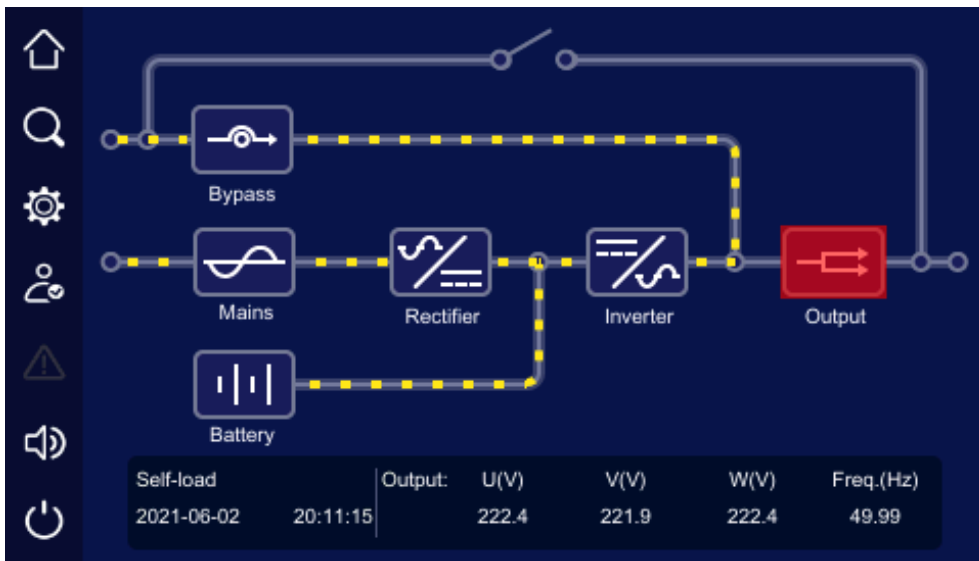 Bypass
Mains
Rectifier
Inverter
Output
Battery
Self-load Output: U(V) V(V) W(V) Freq.(Hz)
2021-06-02 20:11:15 222.4 221.9 222.4 49.99